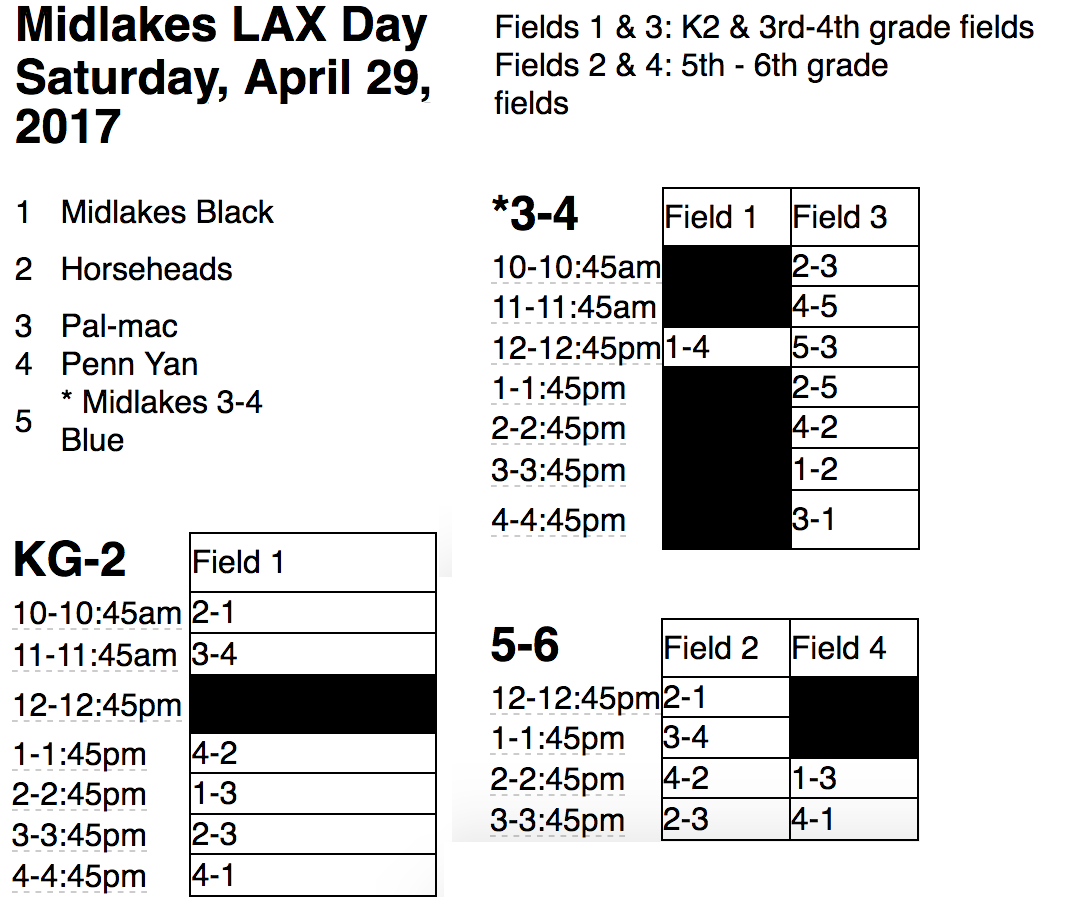 Midlakes LAX Day
Saturday, April 29,
2017
Fields 1 & 3: K2 & 3rd-4th grade fields
Fields 2 & 4: 5th - 6th grade
fields
1 Midlakes Black
2 Horseheads
3 Pal-mac
4 Penn Yan
5 * Midlakes 3-4
Blue
*3-4 Field 1 Field 3
10-10:45am 2-3
11-11:45am 4-5
12-12:45pm 1-4 5-3
1-1:45pm 2-5
2-2:45pm 4-2
3-3:45pm 1-2
4-4:45pm 3-1
KG-2 Field 1
10-10:45am 2-1
11-11:45am 3-4
12-12:45pm
1-1:45pm 4-2
2-2:45pm 1-3
3-3:45pm 2-3
4-4:45pm 4-1
5-6 Field 2 Field 4
12-12:45pm 2-1
1-1:45pm 3-4
2-2:45pm 4-2 1-3
3-3:45pm 2-3 4-1